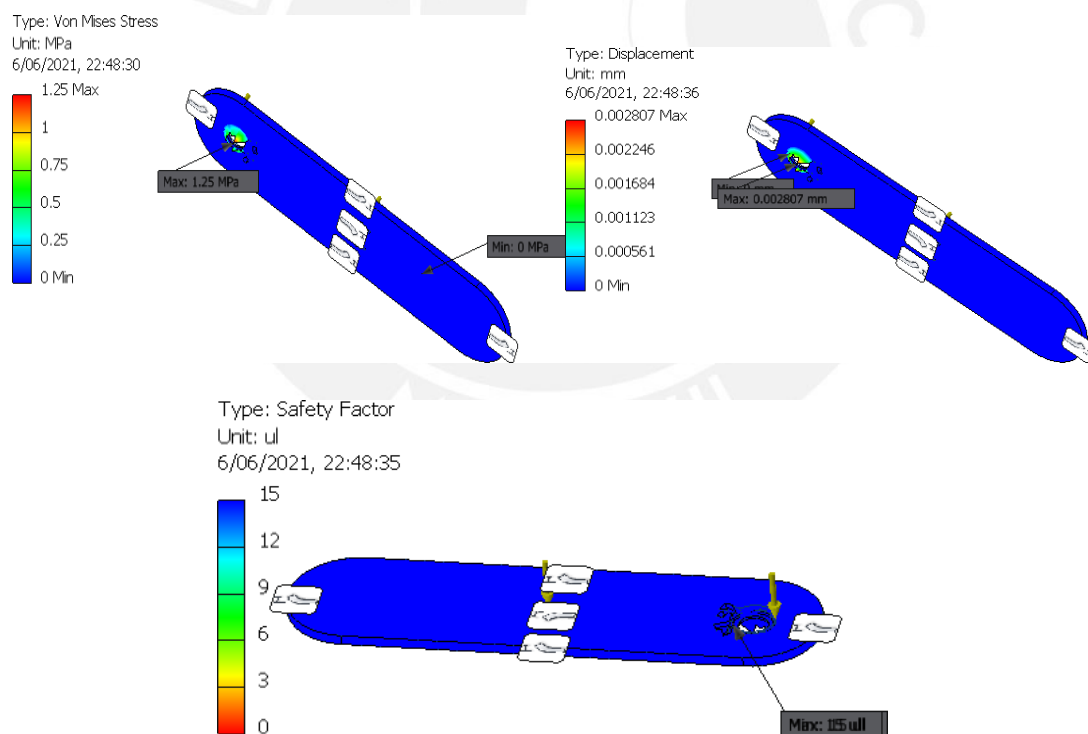 Type: Von Mises Stress
Unit: MPa
6/06/2021, 22:48:30
1.25 Max
1
0.75
0.5
0.25
0 Min
Max: 1.25 MPa
Min: 0 MPa
Type: Displacement
Unit: mm
6/06/2021, 22:48:36
0.002807 Max
0.002246
0.001684
0.001123
0.000561
0 Min
Max: 0.002807 mm
Type: Safety Factor
Unit: ul
6/06/2021, 22:48:35
15
12
9
6
3
0